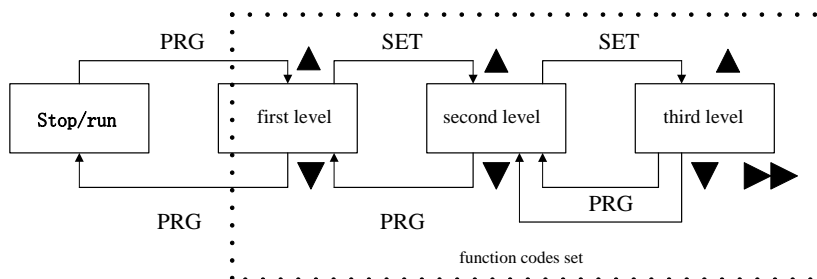 PRG SET SET
Stop/run first level second level third level
PRG PRG PRG
function codes set